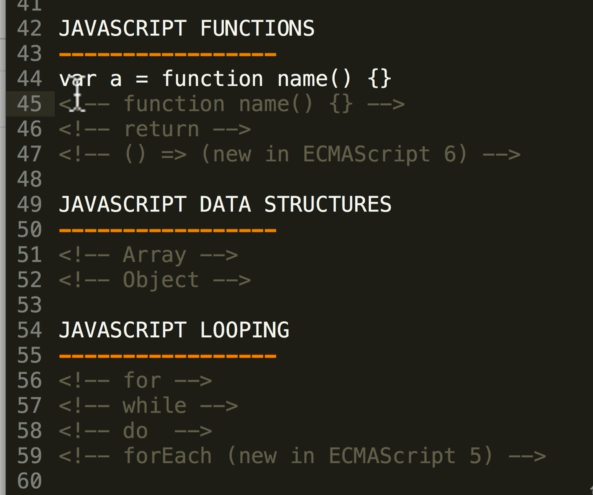 41
42 JAVASCRIPT FUNCTIONS
43 -----------------
44 var a = function name() {}
45 <!-- function name() {} -->
46 <!-- return -->
47 <!-- () => (new in ECMAScript 6) -->
48
49 JAVASCRIPT DATA STRUCTURES
50 -----------------
51 <!-- Array -->
52 <!-- Object -->
53
54 JAVASCRIPT LOOPING
55 -----------------
56 <!-- for -->
57 <!-- while -->
58 <!-- do  -->
59 <!-- forEach (new in ECMAScript 5) -->
60